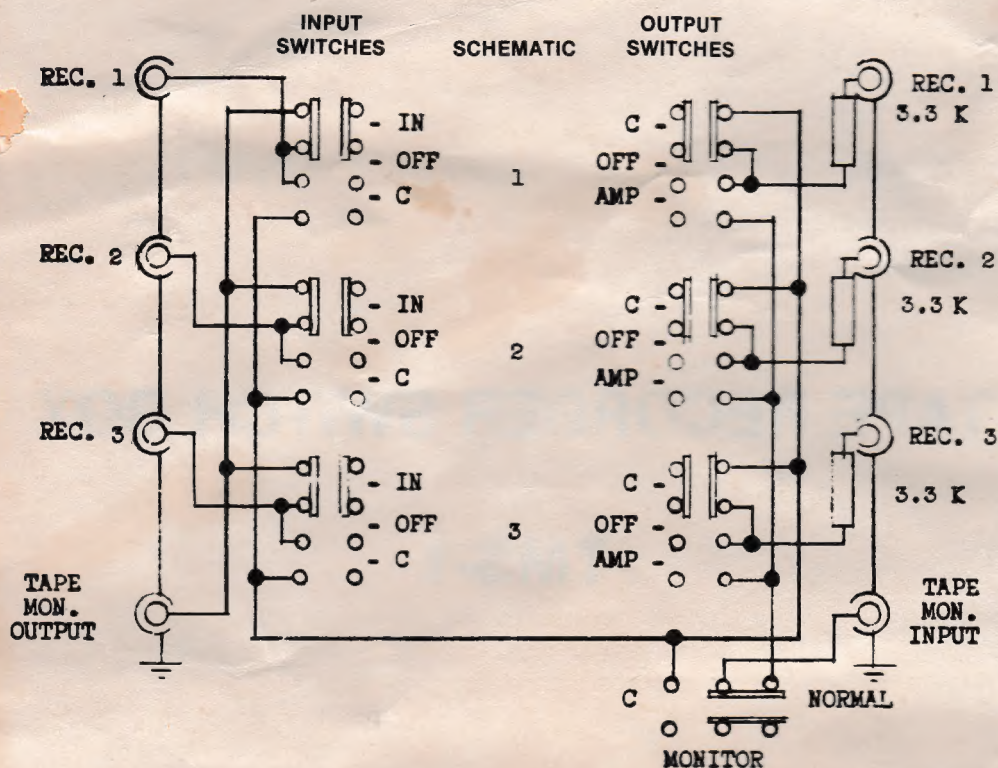 INPUT
SWITCHES
SCHEMATIC
OUTPUT
SWITCHES
REC. 1
IN
OFF
C
1
C
OFF
AMP
REC. 1
3.3 K
REC. 2
IN
OFF
C
2
C
OFF
AMP
REC. 2
3.3 K
REC. 3
IN
OFF
C
3
C
OFF
AMP
REC. 3
3.3 K
TAPE
MON.
OUTPUT
TAPE
MON.
INPUT
C
NORMAL
MONITOR